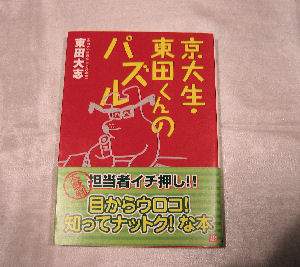 京大生・
東田くんの
パズル
東田大志
担当者イチ押し!!
目からウロコ!
知ってナットク!な本